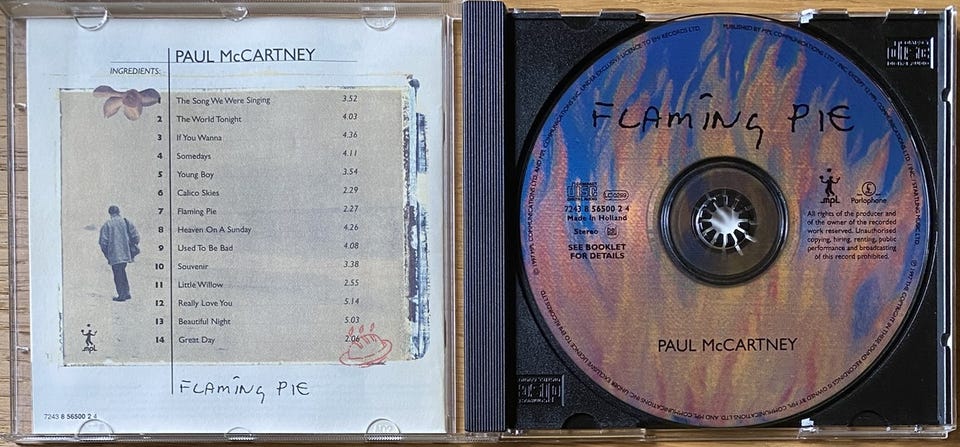 PAUL McCARTNEY
INGREDIENTS:
1 The Song We Were Singing 3.52
2 The World Tonight 4.03
3 If You Wanna 4.36
4 Somedays 4.11
5 Young Boy 3.54
6 Calico Skies 2.29
7 Flaming Pie 2.27
8 Heaven On A Sunday 4.26
9 Used To Be Bad 4.08
10 Souvenir 3.38
11 Little Willow 2.55
12 Really Love You 5.14
13 Beautiful Night 5.03
14 Great Day 2.06
MPL
FLAMING PIE
7243 8 56500 2 4
FLAMING PIE
COMPACT
disc
DIGITAL AUDIO
LC 0299
7243 8 56500 2 4
Made in Holland
Stereo
SEE BOOKLET
FOR DETAILS
MPL
Parlophone
All rights of the producer and
of the owner of the recorded
work reserved. Unauthorised
copying, hiring, renting, public
performance and broadcasting
of this record prohibited.
PAUL McCARTNEY